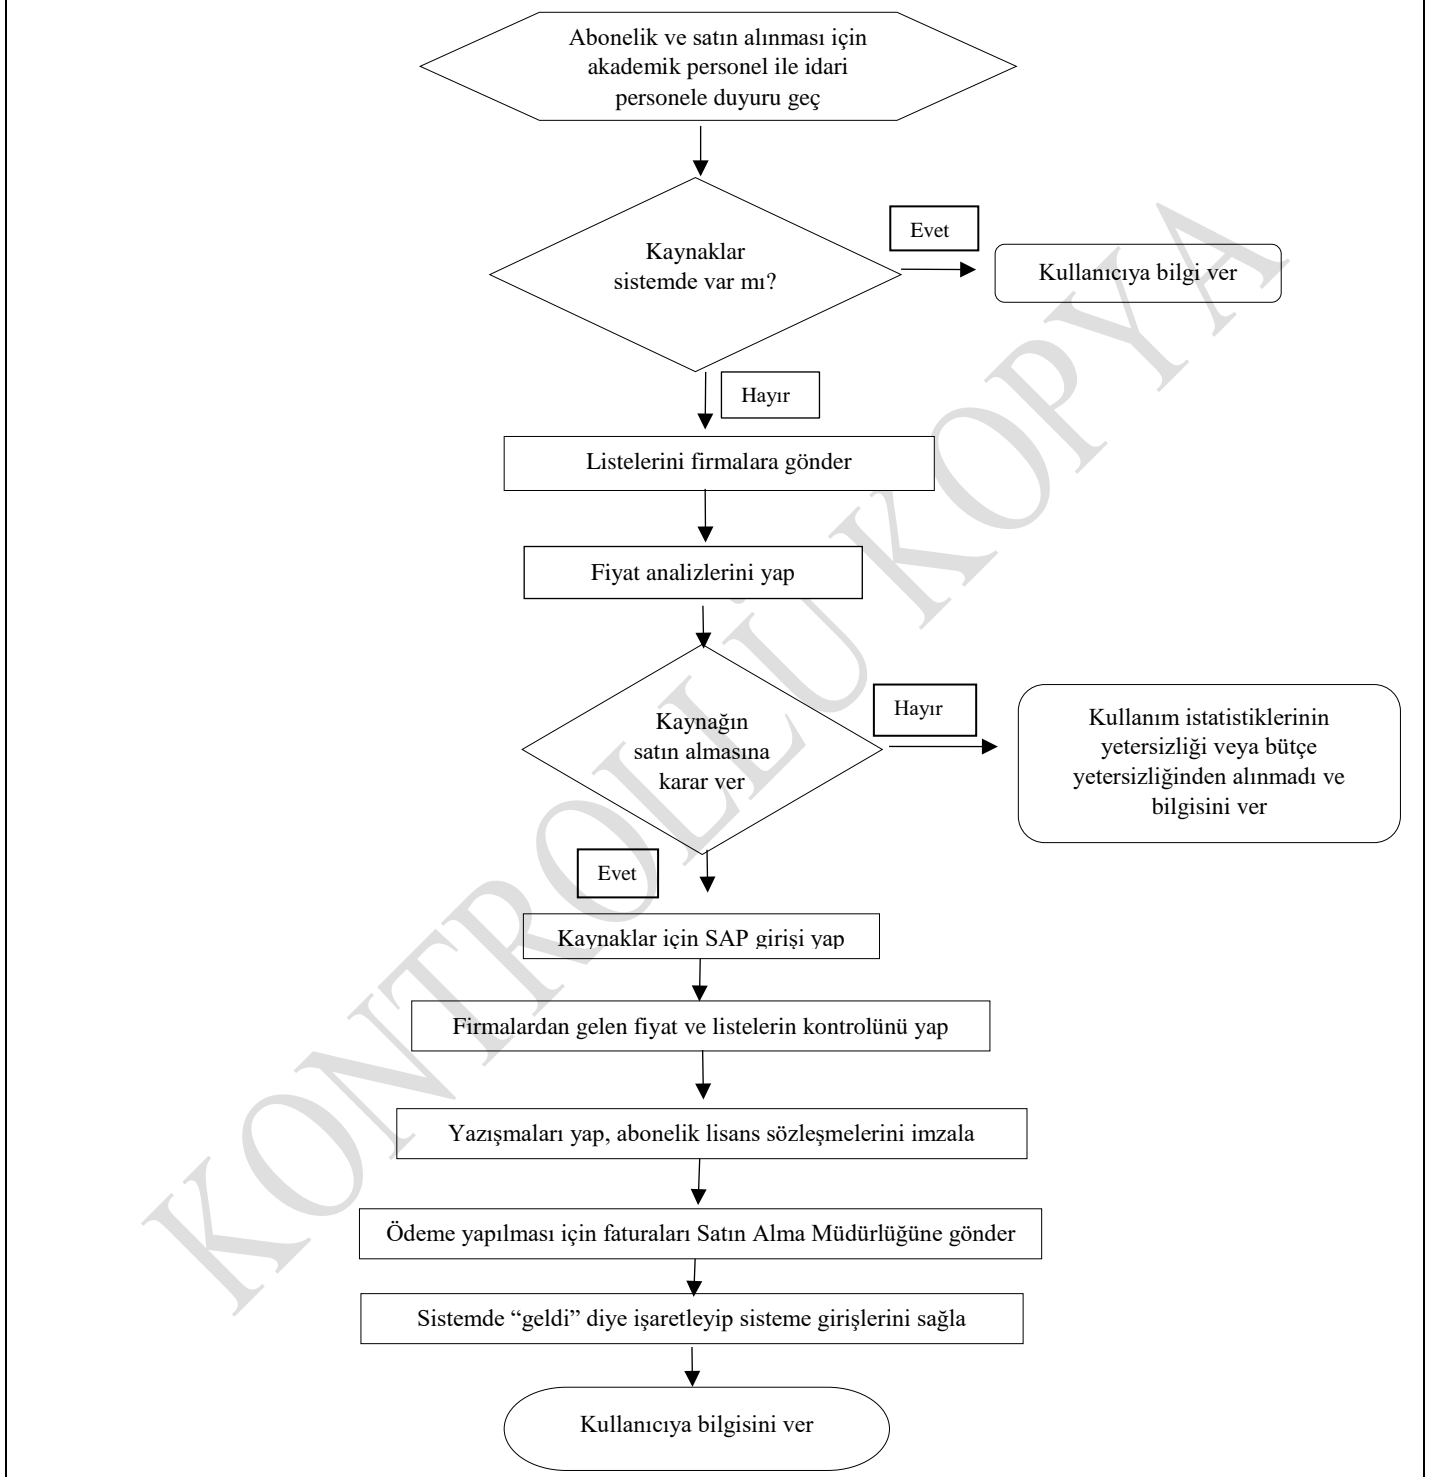 Abonelik ve satın alınması için
akademik personel ile idari
personele duyuru geç
Kaynaklar
sistemde var mı?
Evet
Kullanıcıya bilgi ver
Hayır
Listelerini firmalara gönder
Fiyat analizlerini yap
Kaynağın
satın almasına
karar ver
Hayır
Kullanım istatistiklerinin
yetersizliği veya bütçe
yetersizliğinden alınmadı ve
bilgisini ver
Evet
Kaynaklar için SAP girişi yap
Firmalardan gelen fiyat ve listelerin kontrolünü yap
Yazışmaları yap, abonelik lisans sözleşmelerini imzala
Ödeme yapılması için faturaları Satın Alma Müdürlüğüne gönder
Sistemde “geldi” diye işaretleyip sisteme girişlerini sağla
Kullanıcıya bilgisini ver
KONTROLLÜ KOPYA